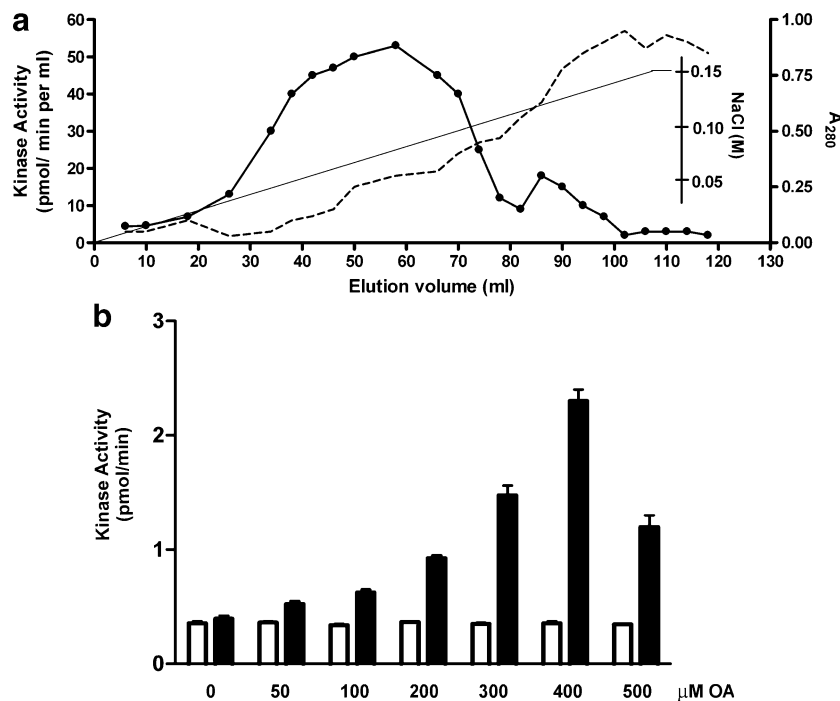 a
Kinase Activity
(pmol/ min per ml)
60
50
40
30
20
10
0
0 10 20 30 40 50 60 70 80 90 100 110 120 130
Elution volume (ml)
0.15
0.10
0.05
NaCl (M)
1.00
0.75
0.50
0.25
0.00
A280
b
Kinase Activity
(pmol/min)
3
2
1
0
0 50 100 200 300 400 500 μM OA